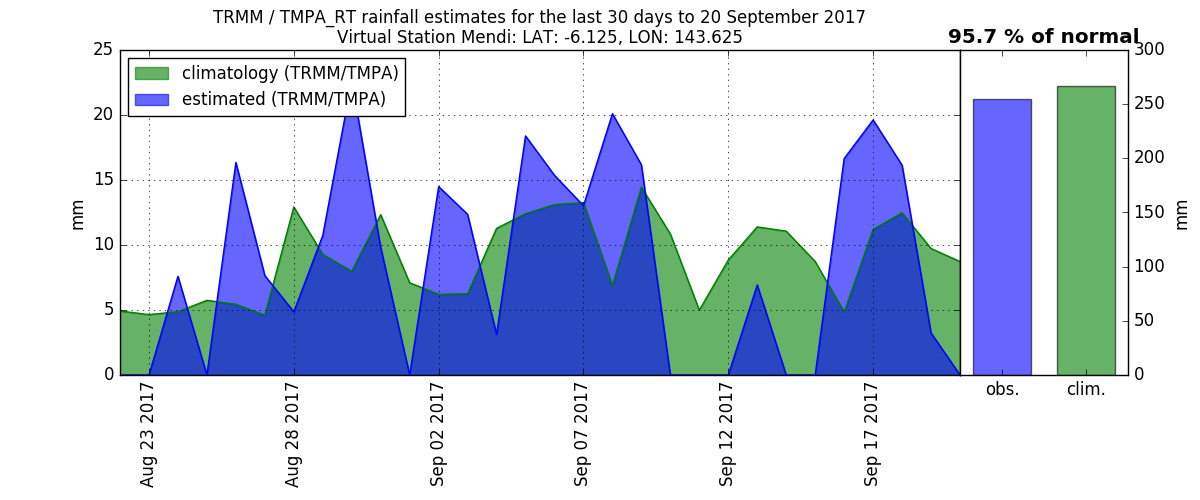 TRMM / TMPA_RT rainfall estimates for the last 30 days to 20 September 2017
Virtual Station Mendi: LAT: -6.125, LON: 143.625
95.7 % of normal
climatology (TRMM/TMPA)
estimated (TRMM/TMPA)
25
20
15
10
5
0
mm
Aug 23 2017
Aug 28 2017
Sep 02 2017
Sep 07 2017
Sep 12 2017
Sep 17 2017
300
250
200
150
100
50
0
mm
obs.
clim.